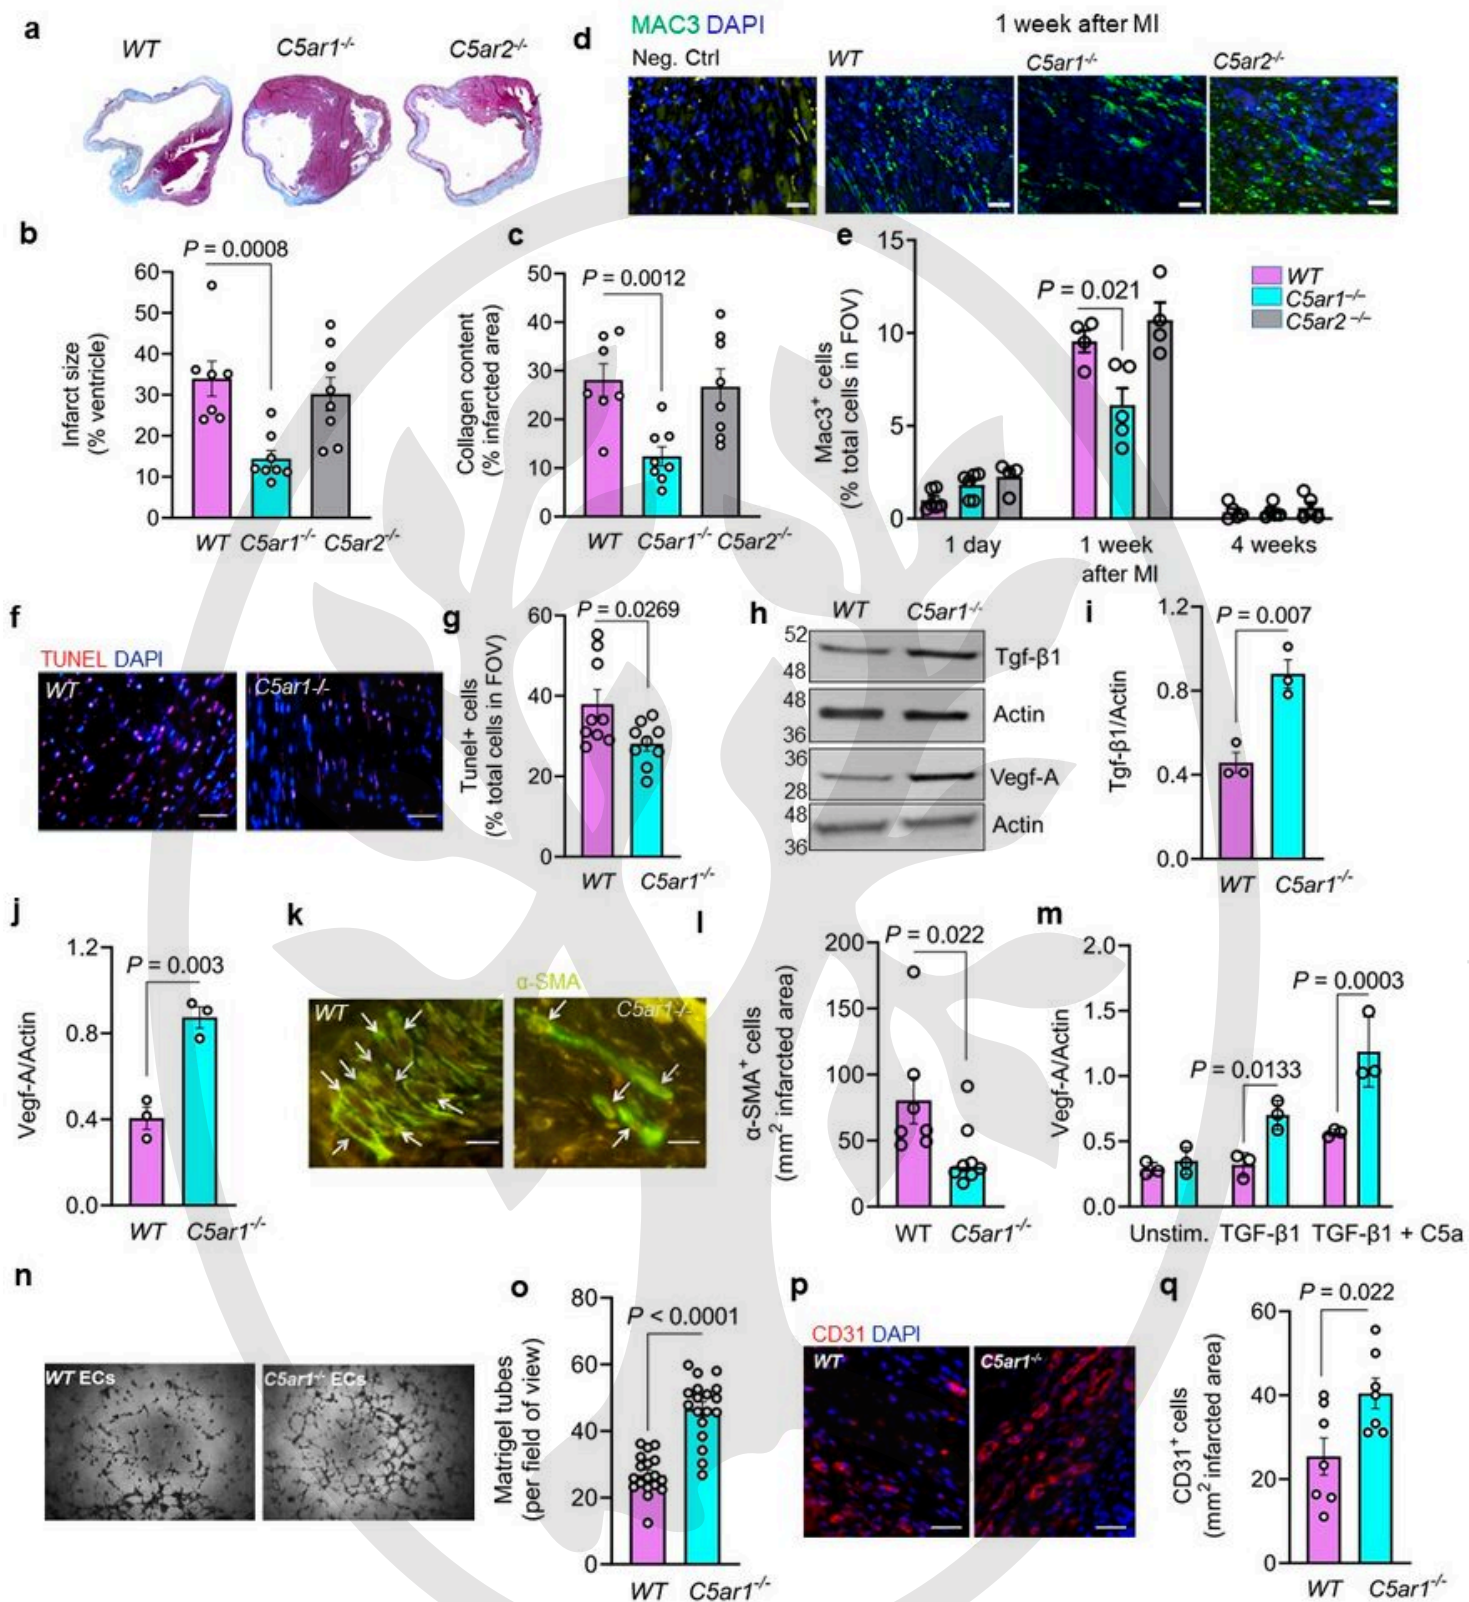 a
WT C5ar1-/- C5ar2-/-
b
P = 0.0008
Infarct size
(% ventricle)
60
50
40
30
20
10
0
WT C5ar1-/- C5ar2-/-
c
P = 0.0012
Collagen content
(% infarcted area)
50
40
30
20
10
0
WT C5ar1-/- C5ar2-/-
d
MAC3 DAPI
1 week after MI
Neg. Ctrl
WT
C5ar1-/-
C5ar2-/-
e
Mac3+ cells
(% total cells in FOV)
15
10
5
0
P = 0.021
WT
C5ar1-/-
C5ar2-/-
1 day
1 week
after MI
4 weeks
f
TUNEL DAPI
WT
C5ar1-/-
g
P = 0.0269
Tunel+ cells
(% total cells in FOV)
60
40
20
0
WT C5ar1-/-
h
WT C5ar1-/-
52
48
Tgf-β1
48
36
Actin
36
28
Vegf-A
48
36
Actin
i
P = 0.007
Tgf-β1/Actin
1.2
0.8
0.4
0.0
WT C5ar1-/-
j
P = 0.003
Vegf-A/Actin
1.2
0.8
0.4
0.0
WT C5ar1-/-
k
α-SMA
WT
C5ar1-/-
l
P = 0.022
α-SMA+ cells
(mm2 infarcted area)
200
150
100
50
0
WT C5ar1-/-
m
Vegf-A/Actin
2.0
1.5
1.0
0.5
0.0
P = 0.0133
P = 0.0003
Unstim. TGF-β1 TGF-β1 + C5a
n
WT ECs
C5ar1-/- ECs
o
P < 0.0001
Matrigel tubes
(per field of view)
80
60
40
20
0
WT C5ar1-/-
p
CD31 DAPI
WT
C5ar1-/-
q
P = 0.022
CD31+ cells
(mm2 infarcted area)
60
40
20
0
WT C5ar1-/-